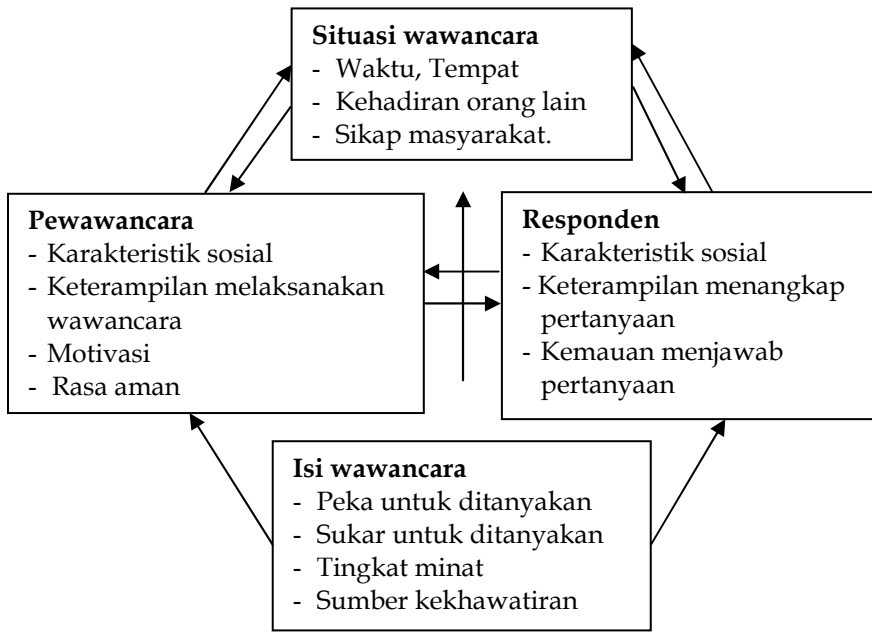 Situasi wawancara
- Waktu, Tempat
- Kehadiran orang lain
- Sikap masyarakat.
Pewawancara
- Karakteristik sosial
- Keterampilan melaksanakan
wawancara
- Motivasi
- Rasa aman
Responden
- Karakteristik sosial
- Keterampilan menangkap
pertanyaan
- Kemauan menjawab
pertanyaan
Isi wawancara
- Peka untuk ditanyakan
- Sukar untuk ditanyakan
- Tingkat minat
- Sumber kekhawatiran